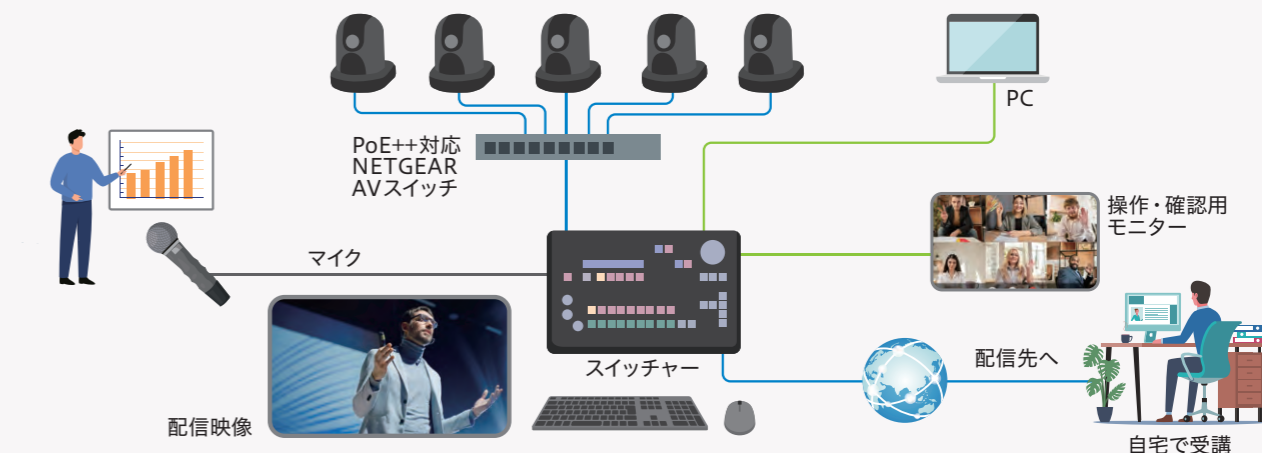 PC
PoE++対応
NETGEAR
AVスイッチ
操作・確認用
モニター
マイク
スイッチャー
配信先へ
配信映像
自宅で受講